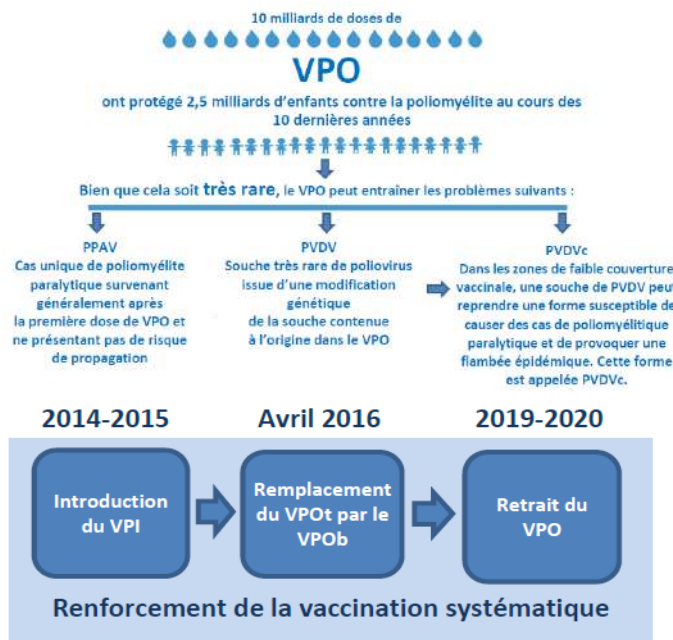 10 milliards de doses de
VPO
ont protégé 2,5 milliards d'enfants contre la poliomyélite au cours des
10 dernières années
Bien que cela soit très rare, le VPO peut entraîner les problèmes suivants :
PPAV
Cas unique de poliomyélite
paralytique survenant
généralement après
la première dose de VPO et
ne présentant pas de risque
de propagation
PVDV
Souche très rare de poliovirus
issue d'une modification
génétique
de la souche contenue
à l'origine dans le VPO
PVDVc
Dans les zones de faible couverture
vaccinale, une souche de PVDV peut
reprendre une forme susceptible de
causer des cas de poliomyélitique
paralytique et de provoquer une
flambée épidémique. Cette forme
est appelée PVDVc.
2014-2015
Avril 2016
2019-2020
Introduction
du VPI
Remplacement
du VPOt par le
VPOb
Retrait du
VPO
Renforcement de la vaccination systématique